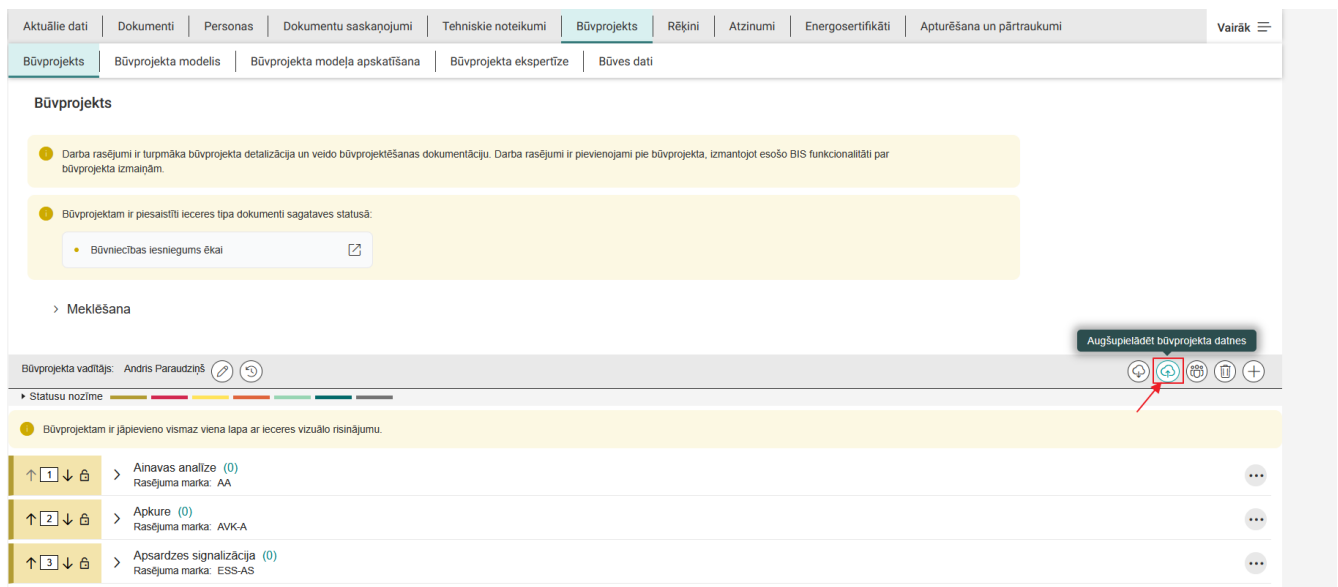 Aktuālie dati Dokumenti Personas Dokumentu saskaņojumi Tehniskie noteikumi Būvprojekts Rēķini Atzinumi Energosertifikāti Apturēšana un pārtraukumi Vairāk
Būvprojekts Būvprojekta modelis Būvprojekta modeļa apskatīšana Būvprojekta ekspertīze Būves dati
Būvprojekts
Darba rasējumi ir turpmāka būvprojekta detalizācija un veido būvprojektēšanas dokumentāciju. Darba rasējumi ir pievienojami pie būvprojekta, izmantojot esošo BIS funkcionalitāti par
būvprojekta izmaiņām.
Būvprojektam ir piesaistīti ieceres tipa dokumenti sagataves statusā:
Būvniecības iesniegums ēkai
Meklēšana
Augšupielādēt būvprojekta datnes
Būvprojekta vadītājs: Andris Paraudziņš
Statusu nozīme
Būvprojektam ir jāpievieno vismaz viena lapa ar ieceres vizuālo risinājumu.
1 Ainavas analīze (0)
Rasējuma marka: AA
2 Apkure (0)
Rasējuma marka: AVK-A
3 Apsardzes signalizācija (0)
Rasējuma marka: ESS-AS